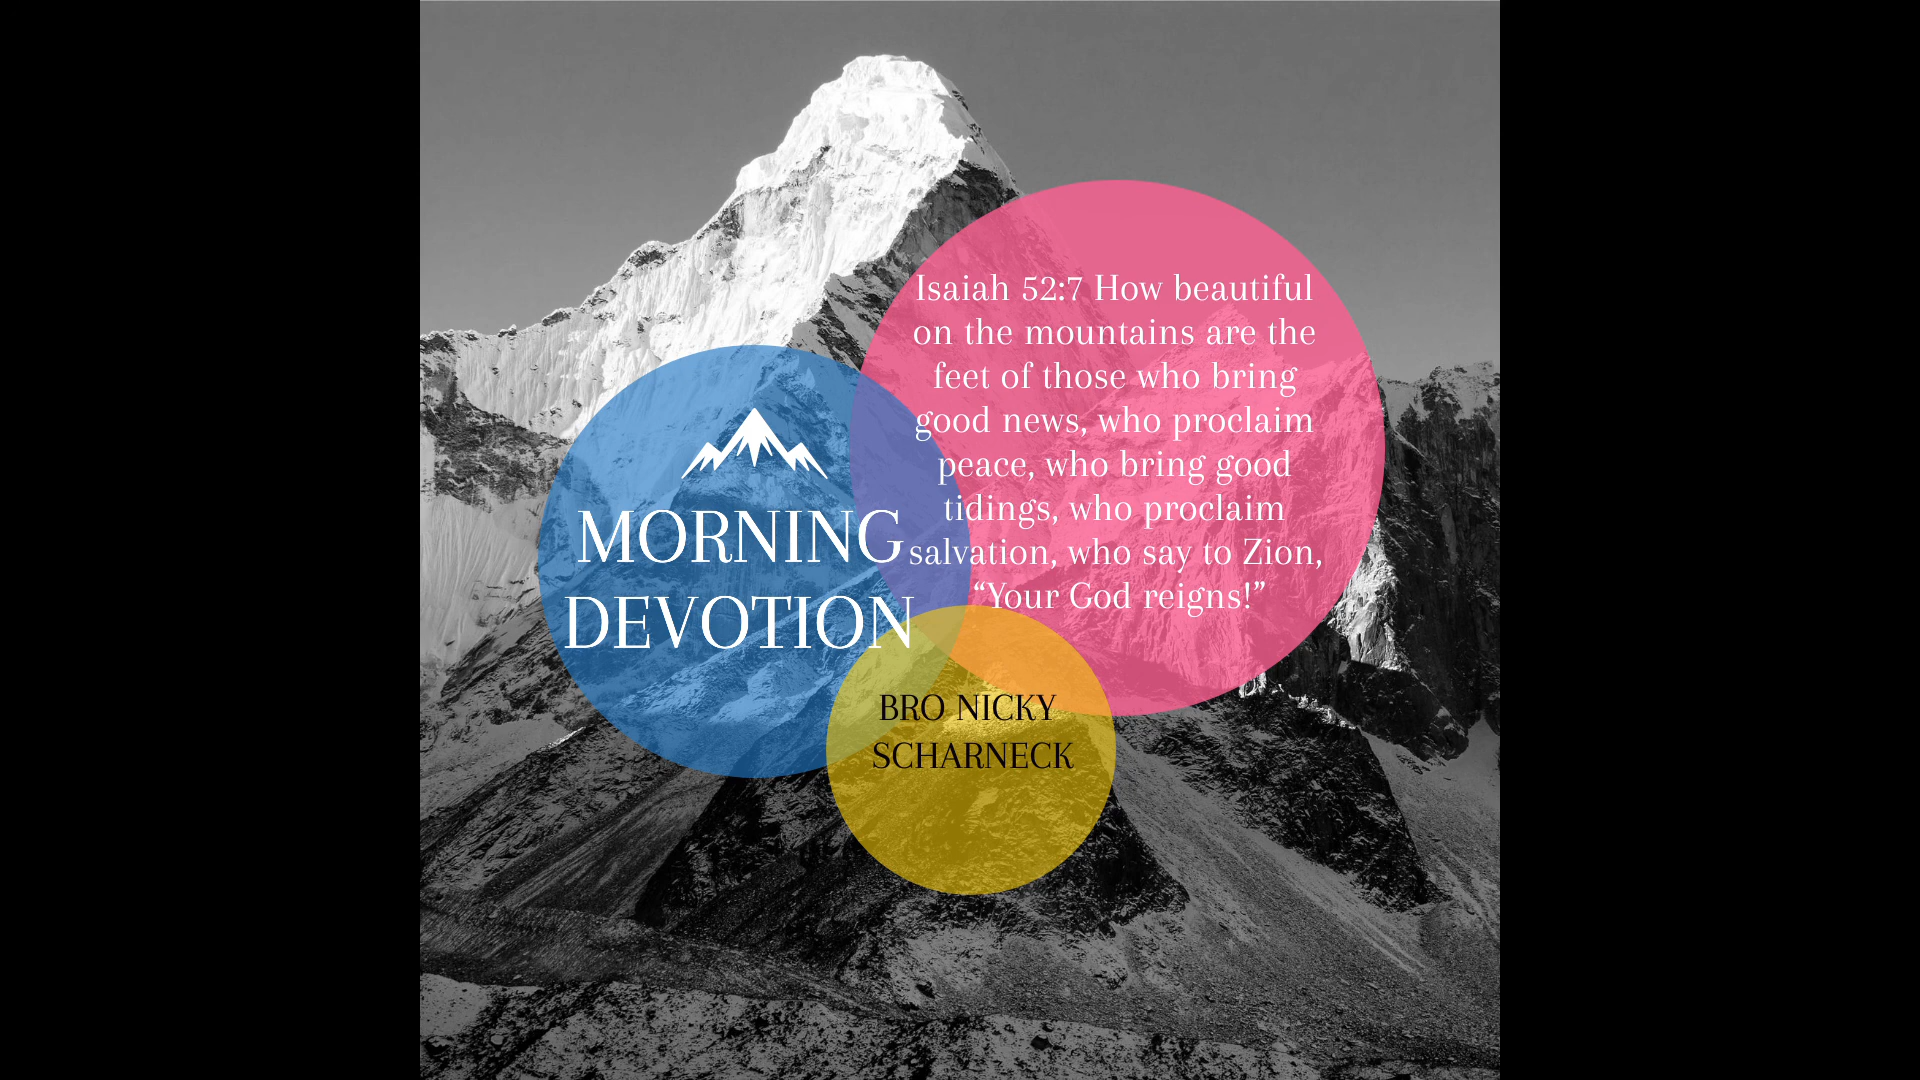 MORNING
DEVOTION
Isaiah 52:7 How beautiful
on the mountains are the
feet of those who bring
good news, who proclaim
peace, who bring good
tidings, who proclaim
salvation, who say to Zion,
“Your God reigns!”
BRO NICKY
SCHARNECK